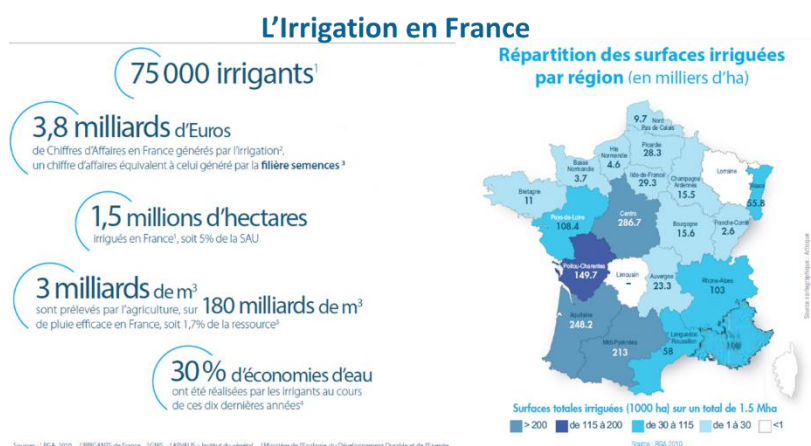 L'Irrigation en France
75 000 irrigants¹
3,8 milliards d'Euros
de Chiffres d'Affaires en France générés par l'irrigation²,
un chiffre d'affaires équivalent à celui généré par la filière semences ³
1,5 millions d'hectares
irrigués en France¹, soit 5% de la SAU
3 milliards de m³
sont prélevés par l'agriculture, sur 180 milliards de m³
de pluie efficace en France, soit 1,7% de la ressource⁵
30% d'économies d'eau
ont été réalisées par les irrigants au cours
de ces dix dernières années⁴
Répartition des surfaces irriguées
par région (en milliers d'ha)
9.7 Nord
Pas de Calais
Picardie
28.3
Hte
Normandie
4.6
Basse
Normandie
3.7
Ile-de-France
29.3
Champagne
Ardennes
15.5
Lorraine
Alsace
55.8
Bretagne
11
Pays-de-Loire
108.4
Centre
286.7
Bourgogne
15.6
Franche-Comté
2.6
Poitou-Charentes
149.7
Limousin
-
Auvergne
23.3
Rhone-Alpes
103
Aquitaine
248.2
Midi-Pyrénées
213
Languedoc
Roussillon
58
Surfaces totales irriguées (1000 ha) sur un total de 1.5 Mha
> 200 de 115 à 200 de 30 à 115 de 1 à 30 <1
Source : RGA 2010